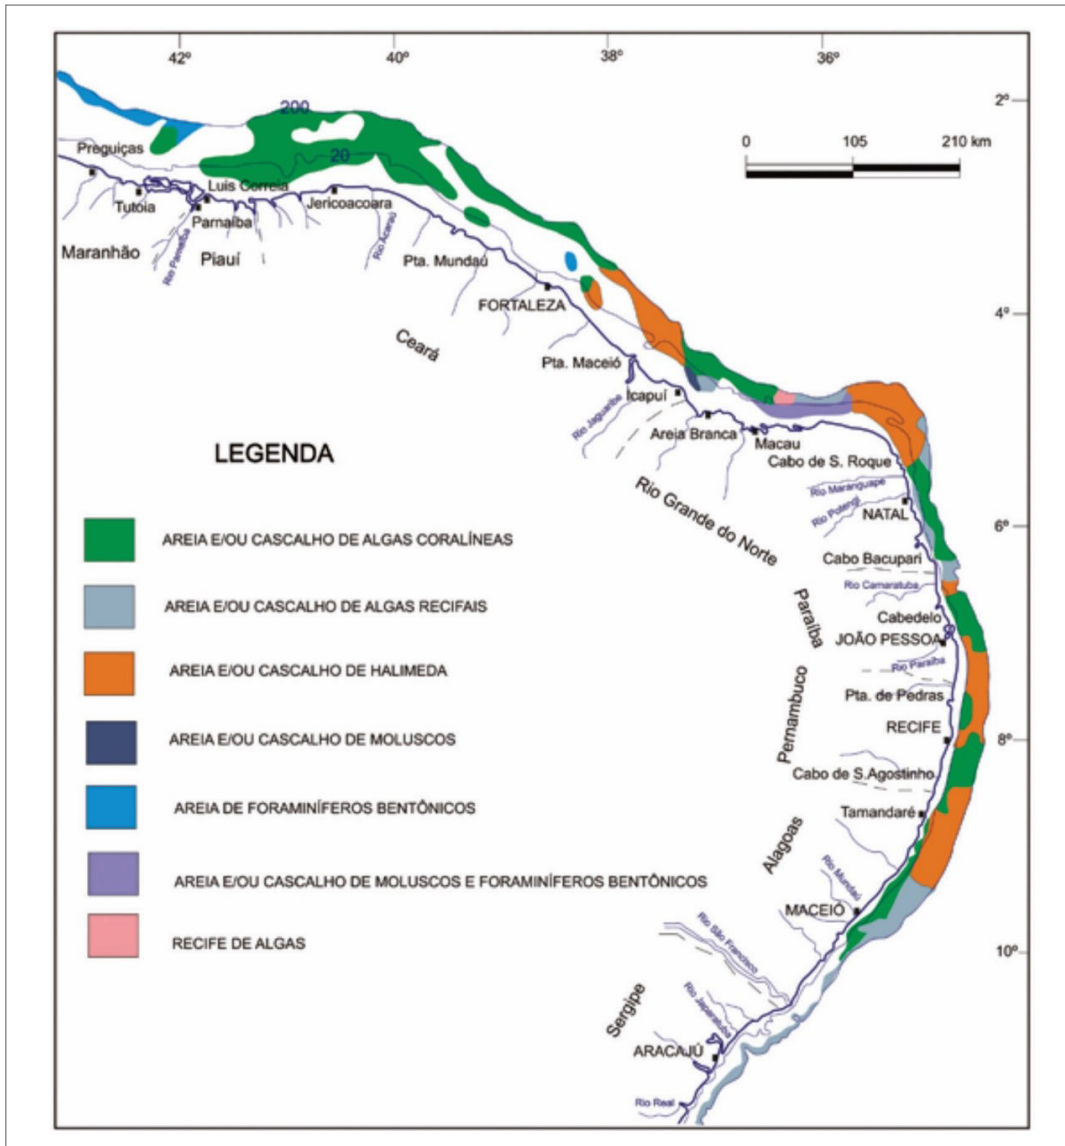 42º
40º
38º
36º
2º
4º
6º
8º
10º
0
105
210 km
200
20
Preguiças
Tutoia
Luis Correia
Parnaíba
Jericoacoara
Maranhão
Rio Parnaíba
Piauí
Rio Acaraú
Pta. Mundaú
FORTALEZA
Ceará
Pta. Maceió
Rio Jaguaribe
Icapuí
Areia Branca
Macau
Cabo de S. Roque
Rio Maranguape
Rio Potengi
NATAL
Rio Grande do Norte
Cabo Bacupari
Rio Camaratuba
Paraíba
Cabedelo
JOÃO PESSOA
Rio Paraíba
Pta. de Pedras
Pernambuco
RECIFE
Cabo de S.Agostinho
Tamandaré
Alagoas
Rio Mundaú
MACEIÓ
Rio São Francisco
Sergipe
Rio Japaratuba
ARACAJÚ
Rio Real
LEGENDA
AREIA E/OU CASCALHO DE ALGAS CORALÍNEAS
AREIA E/OU CASCALHO DE ALGAS RECIFAIS
AREIA E/OU CASCALHO DE HALIMEDA
AREIA E/OU CASCALHO DE MOLUSCOS
AREIA DE FORAMINÍFEROS BENTÔNICOS
AREIA E/OU CASCALHO DE MOLUSCOS E FORAMINÍFEROS BENTÔNICOS
RECIFE DE ALGAS